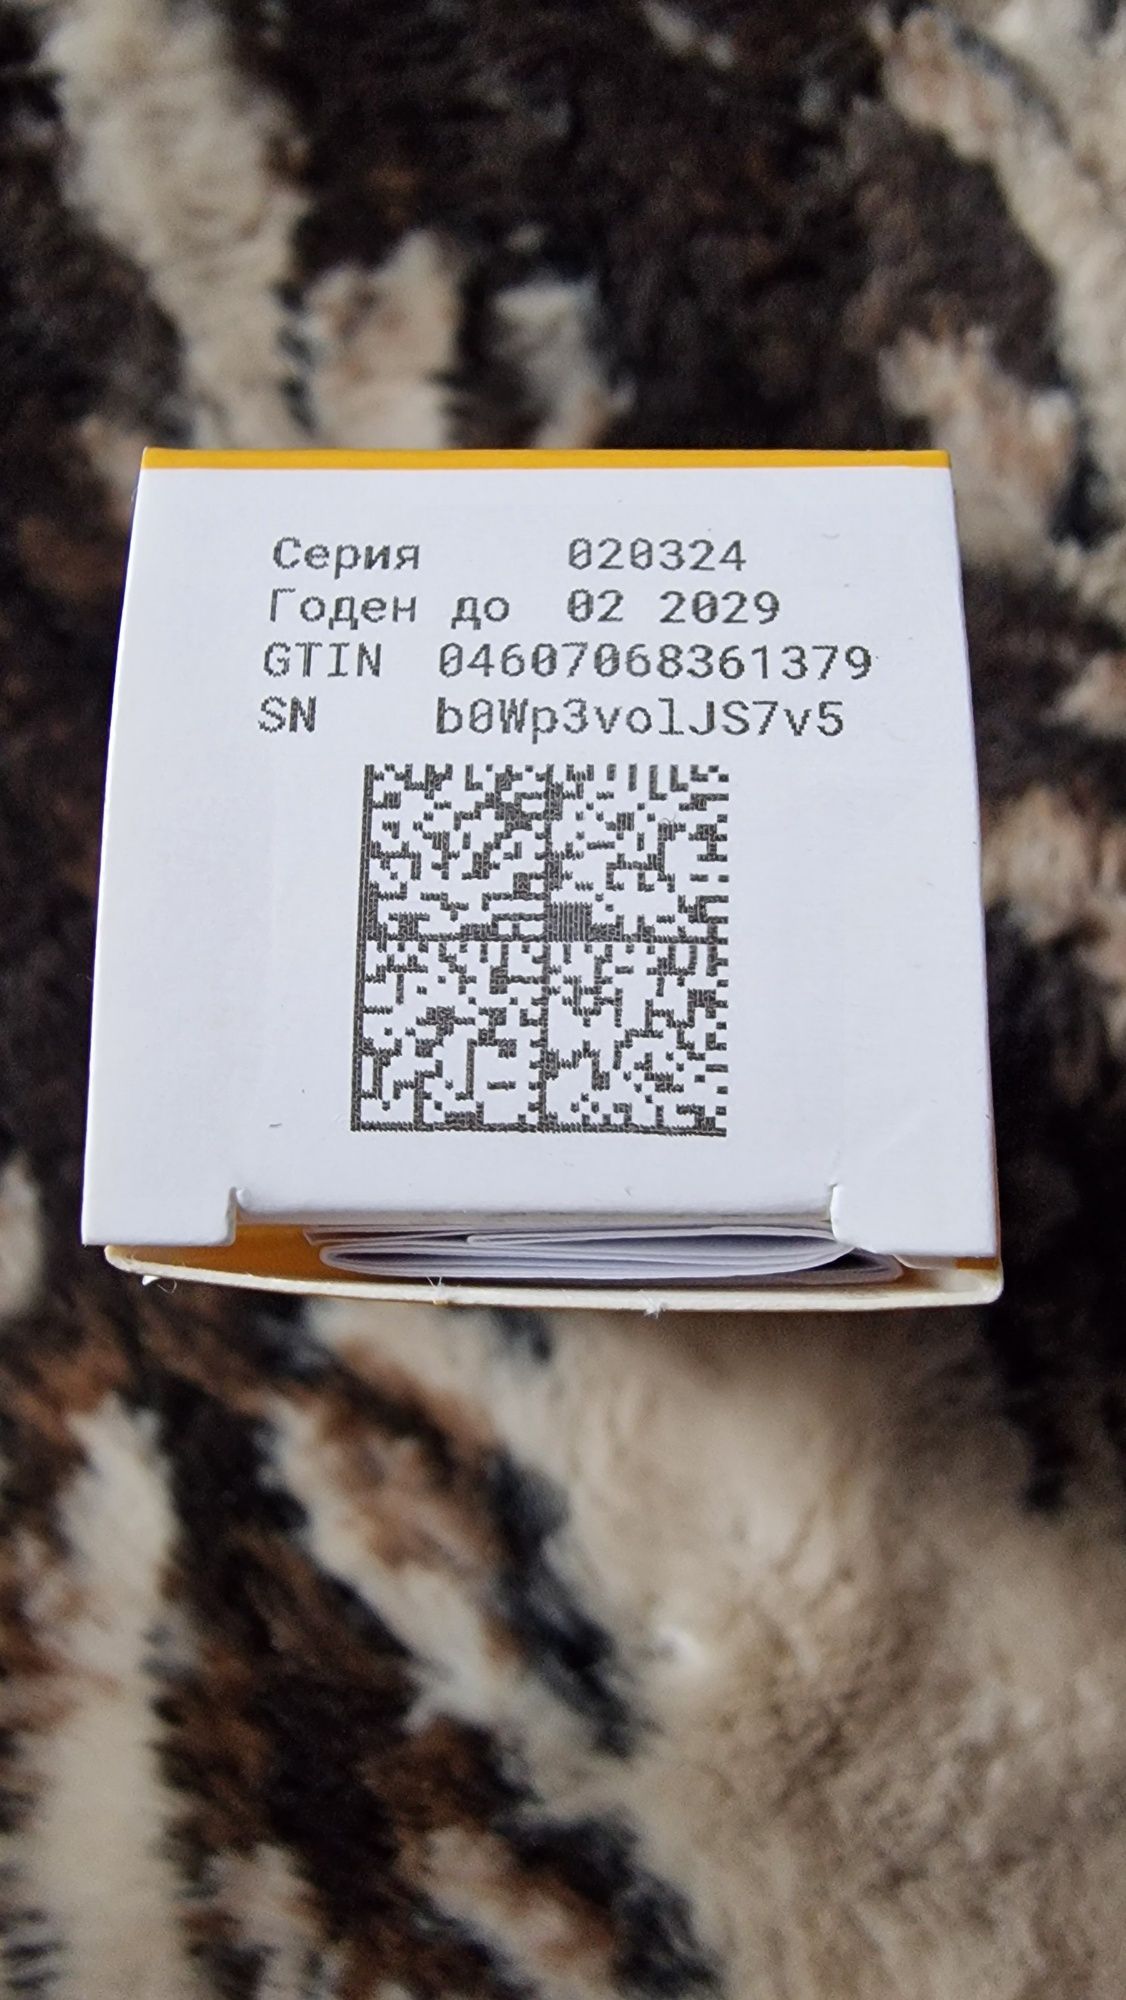 Серия 020324
Годен до 02 2029
GTIN 04607068361379
SN b0Wp3volJS7v5